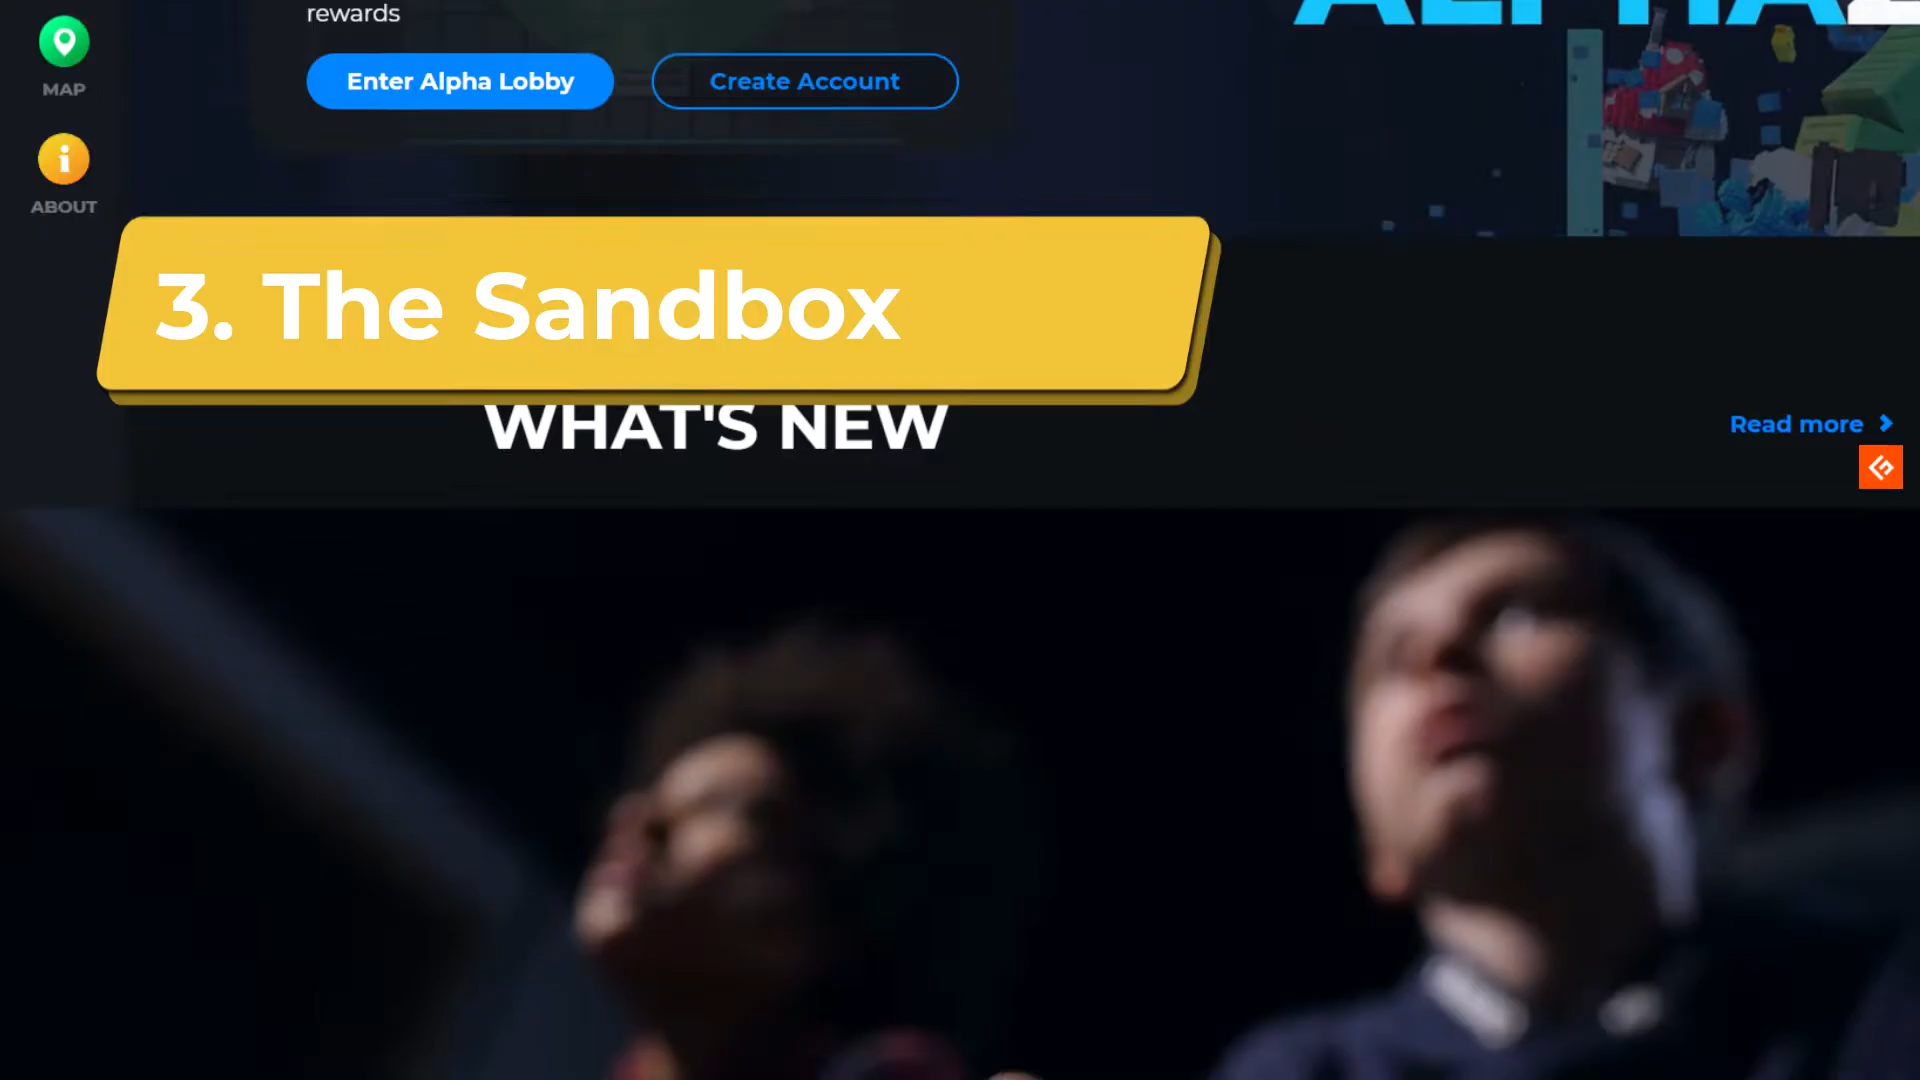 rewards
Enter Alpha Lobby
Create Account
MAP
ABOUT
3. The Sandbox
WHAT'S NEW
Read more